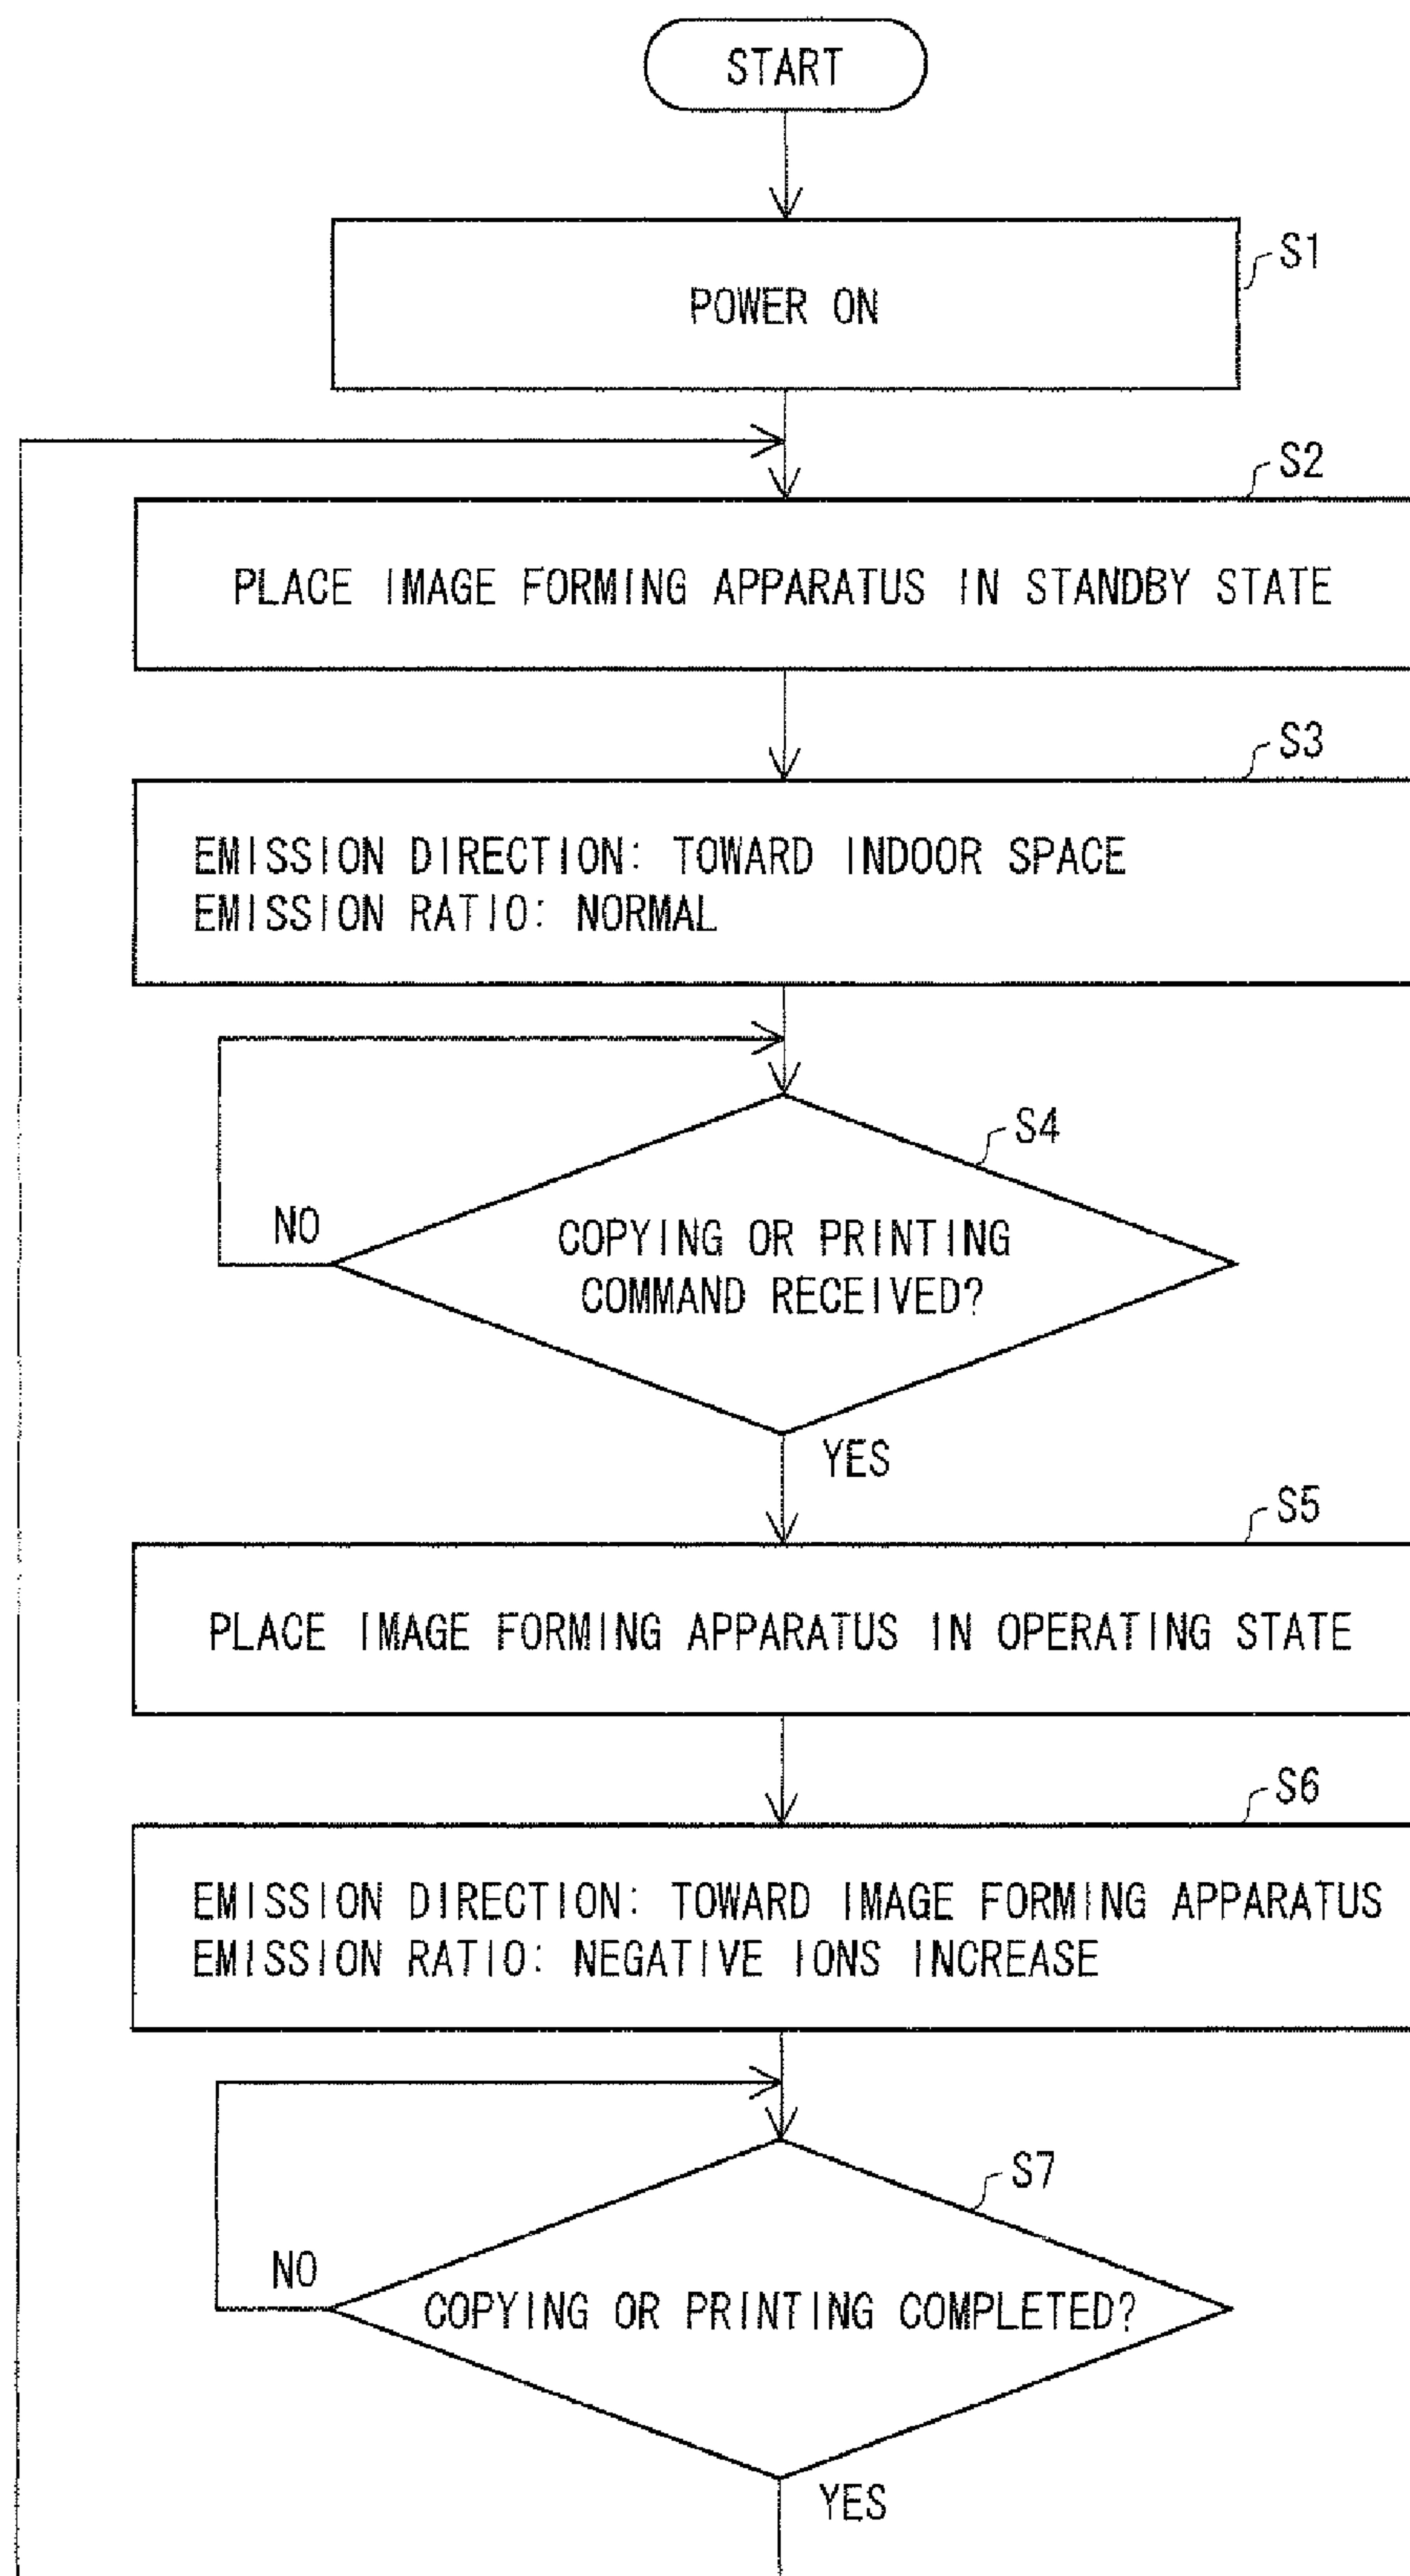 START
S1
POWER ON
S2
PLACE IMAGE FORMING APPARATUS IN STANDBY STATE
S3
EMISSION DIRECTION: TOWARD INDOOR SPACE
EMISSION RATIO: NORMAL
S4
NO
COPYING OR PRINTING
COMMAND RECEIVED?
YES
S5
PLACE IMAGE FORMING APPARATUS IN OPERATING STATE
S6
EMISSION DIRECTION: TOWARD IMAGE FORMING APPARATUS
EMISSION RATIO: NEGATIVE IONS INCREASE
S7
NO
COPYING OR PRINTING COMPLETED?
YES